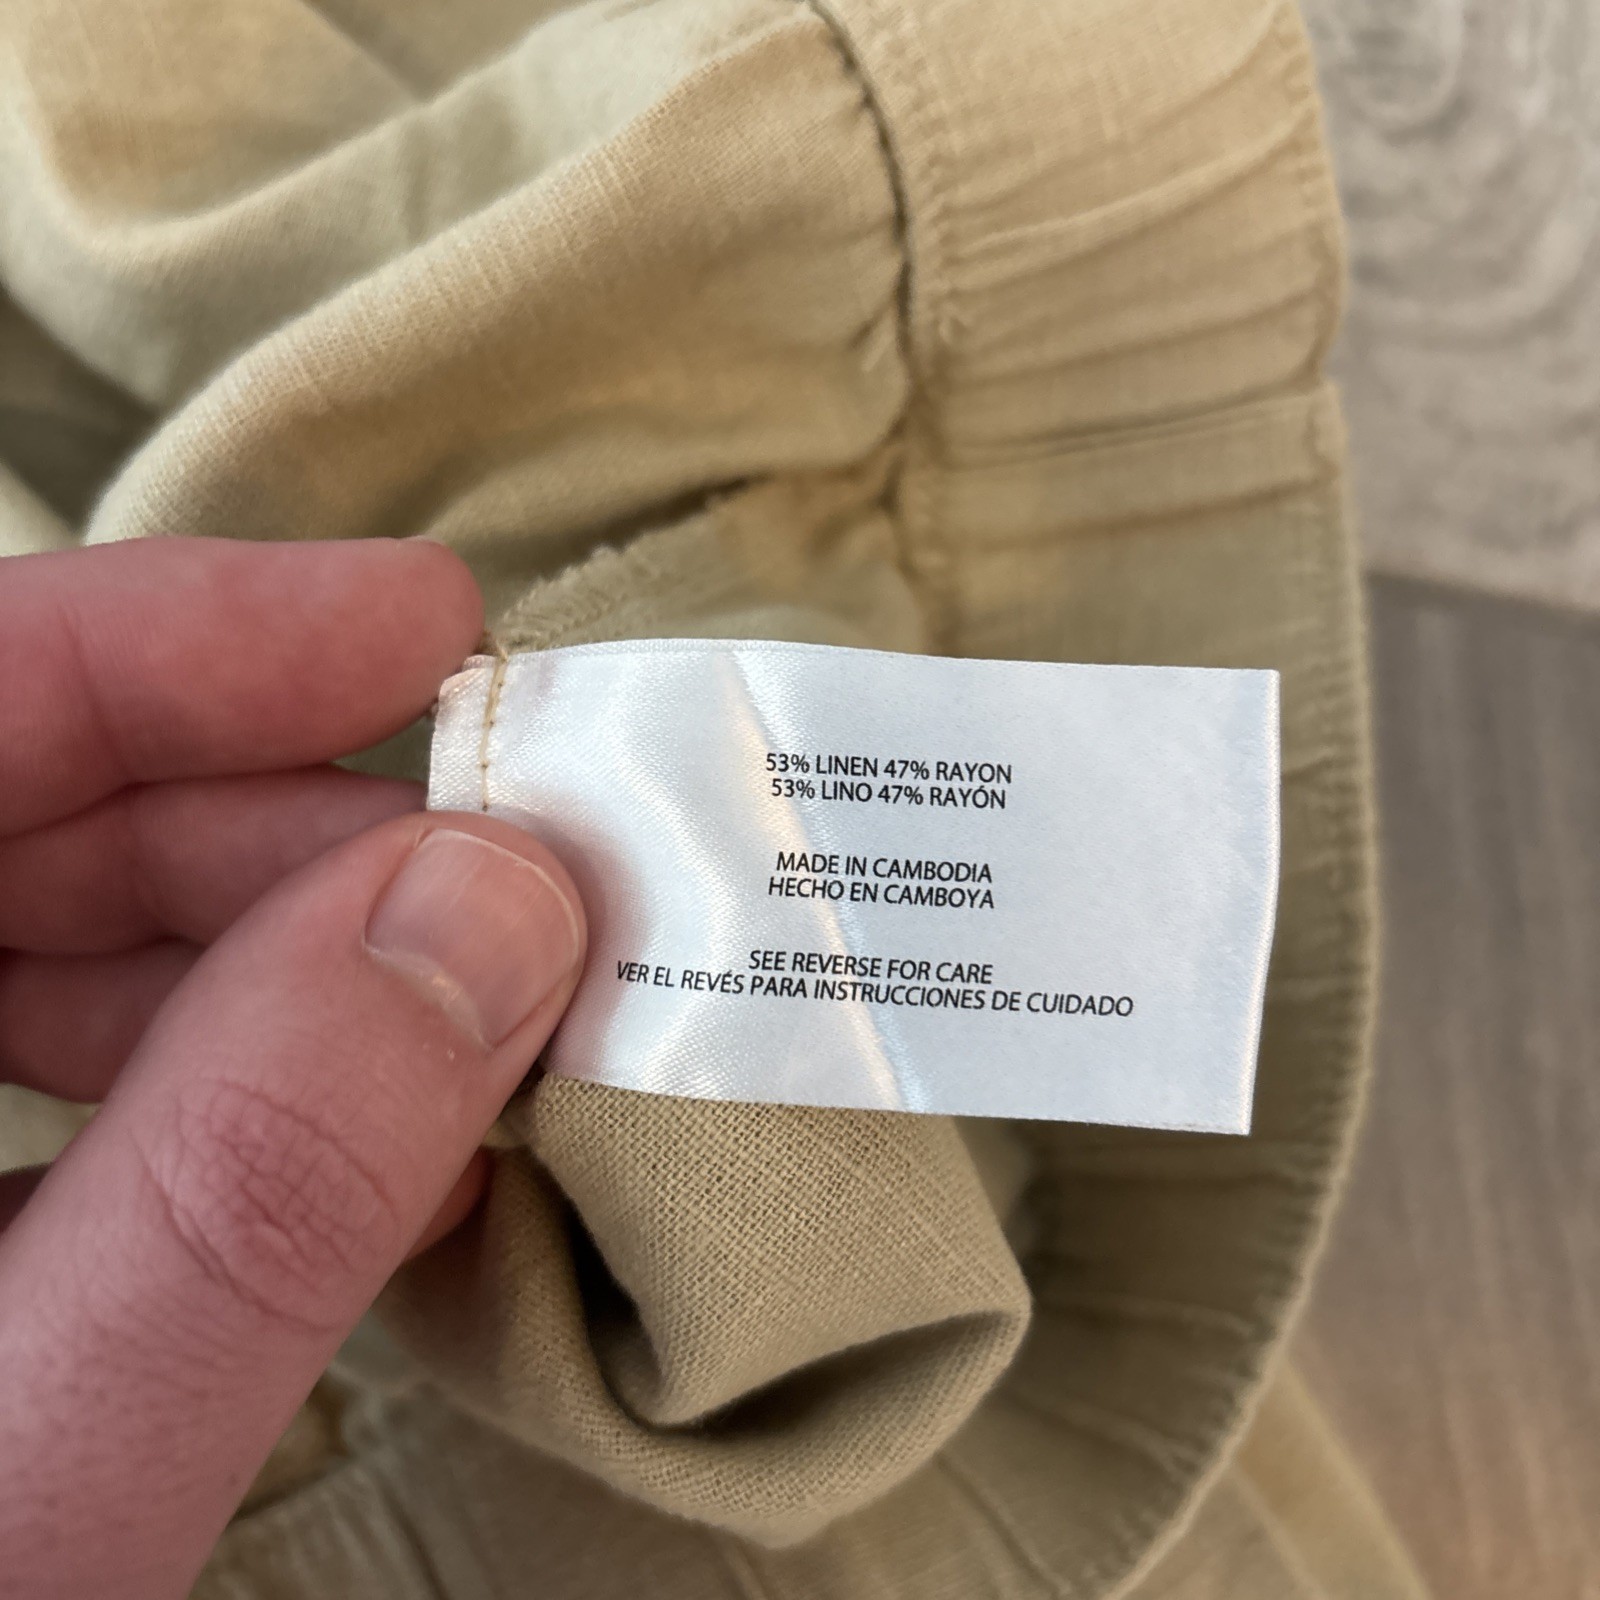 53% LINEN 47% RAYON
53% LINO 47% RAYÓN
MADE IN CAMBODIA
HECHO EN CAMBOYA
SEE REVERSE FOR CARE
VER EL REVÉS PARA INSTRUCCIONES DE CUIDADO